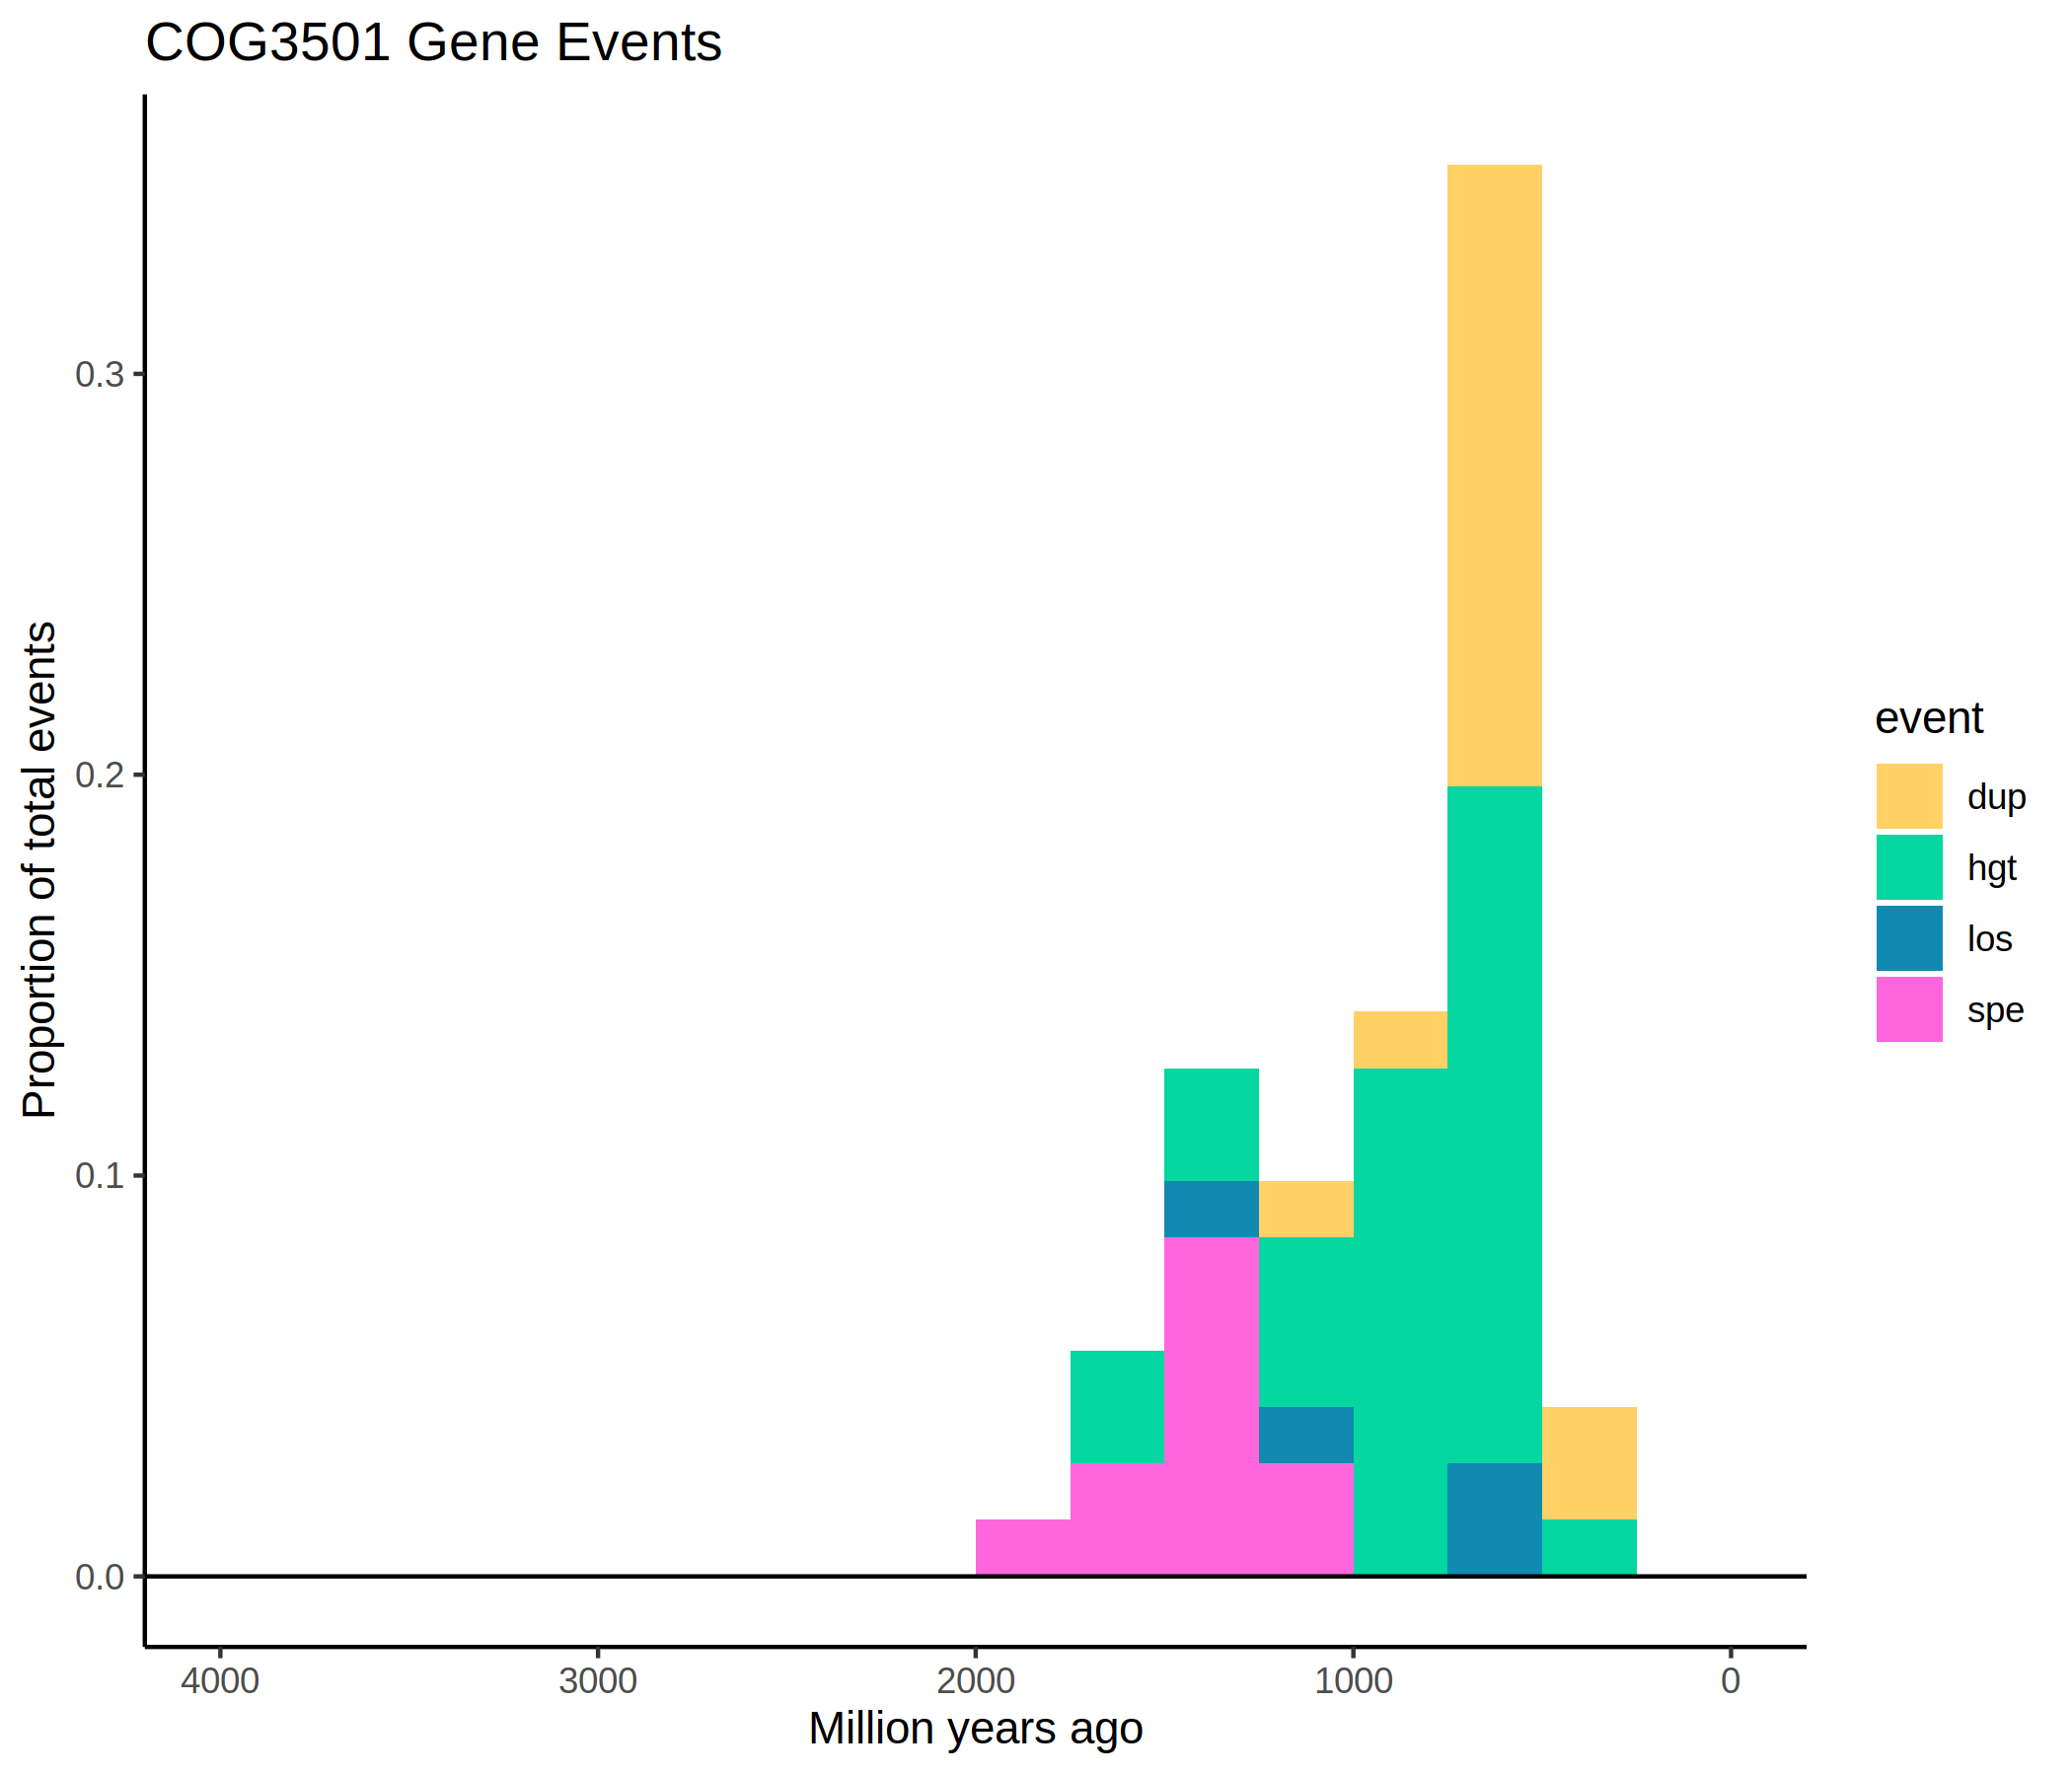 COG3501 Gene Events
Proportion of total events
0.3
0.2
0.1
0.0
4000 3000 2000 1000 0
Million years ago
event
dup
hgt
los
spe